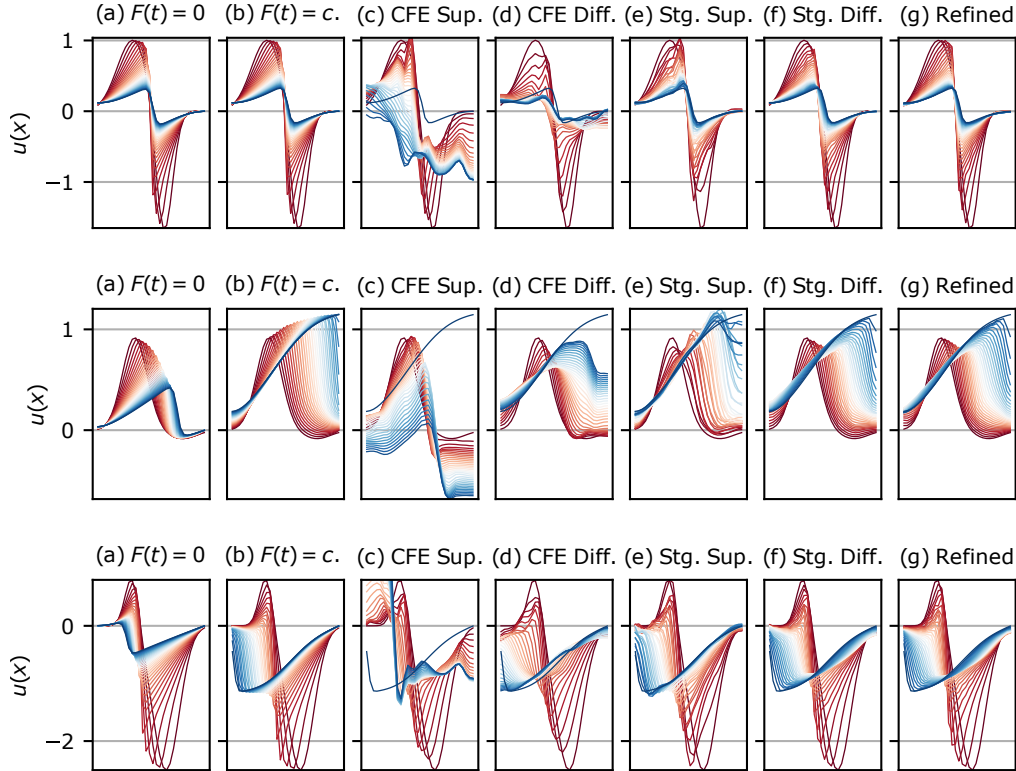 (a) F(t) = 0 (b) F(t) = c. (c) CFE Sup. (d) CFE Diff. (e) Stg. Sup. (f) Stg. Diff. (g) Refined
1
0
−1
u(x)
(a) F(t) = 0 (b) F(t) = c. (c) CFE Sup. (d) CFE Diff. (e) Stg. Sup. (f) Stg. Diff. (g) Refined
1
0
u(x)
(a) F(t) = 0 (b) F(t) = c. (c) CFE Sup. (d) CFE Diff. (e) Stg. Sup. (f) Stg. Diff. (g) Refined
0
−2
u(x)